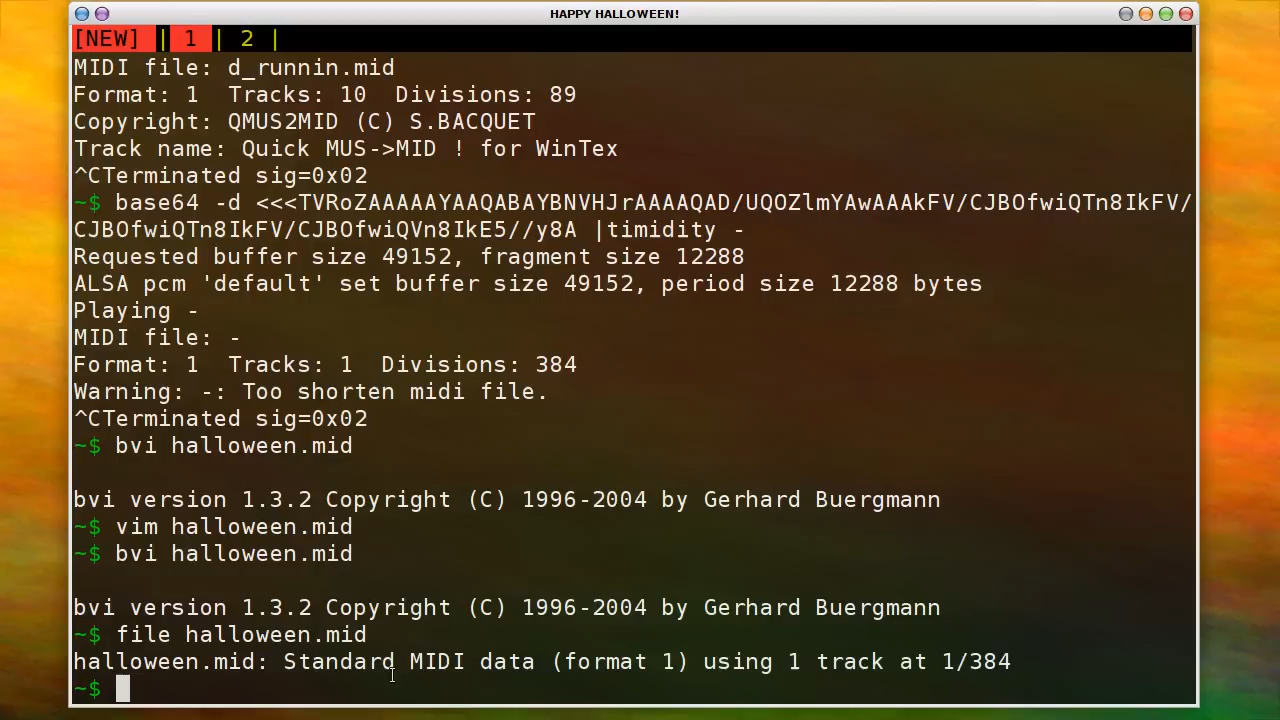 HAPPY HALLOWEEN!
[NEW] | 1 | 2 |
MIDI file: d_runnin.mid
Format: 1  Tracks: 10  Divisions: 89
Copyright: QMUS2MID (C) S.BACQUET
Track name: Quick MUS->MID ! for WinTex
^CTerminated sig=0x02
~$ base64 -d <<<TVRoZAAAAAYAAQABAYBNVHJrAAAAQAD/UQOZlmYAwAAAkFV/CJBOfwiQTn8IkFV/
CJBOfwiQTn8IkFV/CJBOfwiQVn8IkE5//y8A |timidity -
Requested buffer size 49152, fragment size 12288
ALSA pcm 'default' set buffer size 49152, period size 12288 bytes
Playing -
MIDI file: -
Format: 1  Tracks: 1  Divisions: 384
Warning: -: Too shorten midi file.
^CTerminated sig=0x02
~$ bvi halloween.mid
bvi version 1.3.2 Copyright (C) 1996-2004 by Gerhard Buergmann
~$ vim halloween.mid
~$ bvi halloween.mid
bvi version 1.3.2 Copyright (C) 1996-2004 by Gerhard Buergmann
~$ file halloween.mid
halloween.mid: Standard MIDI data (format 1) using 1 track at 1/384
~$